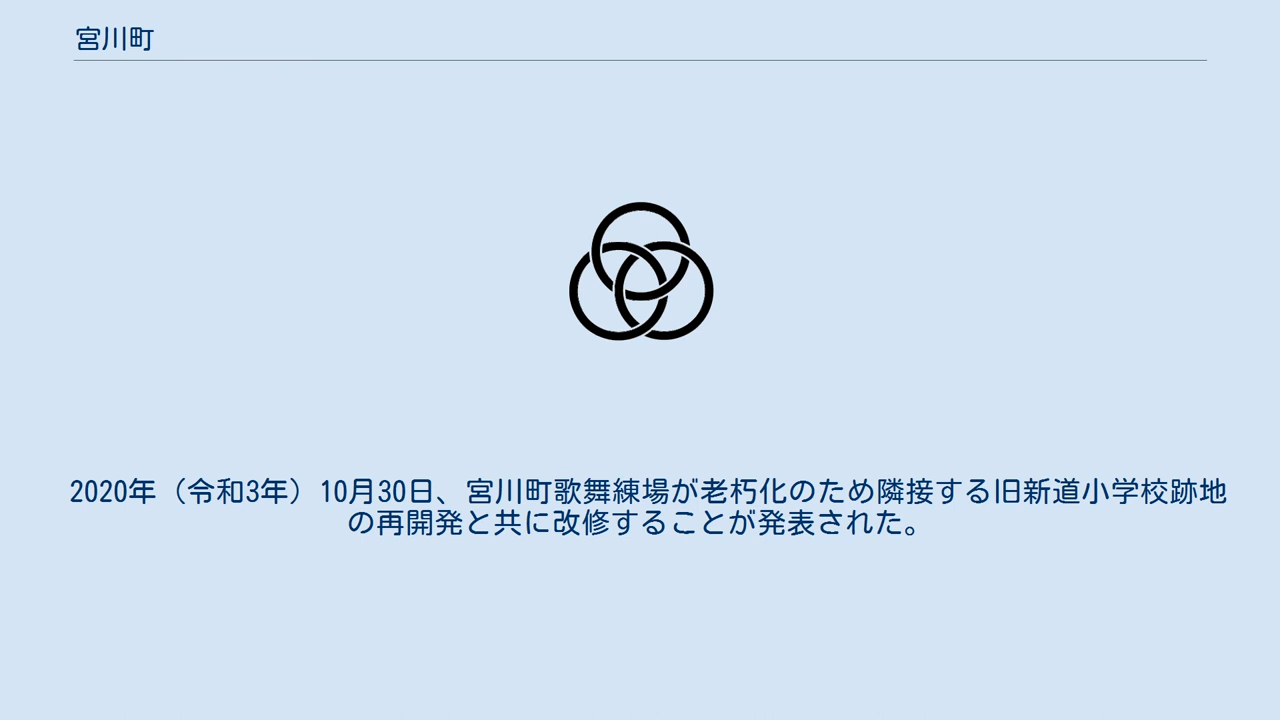 宮川町
2020年（令和3年）10月30日、宮川町歌舞練場が老朽化のため隣接する旧新道小学校跡地
の再開発と共に改修することが発表された。